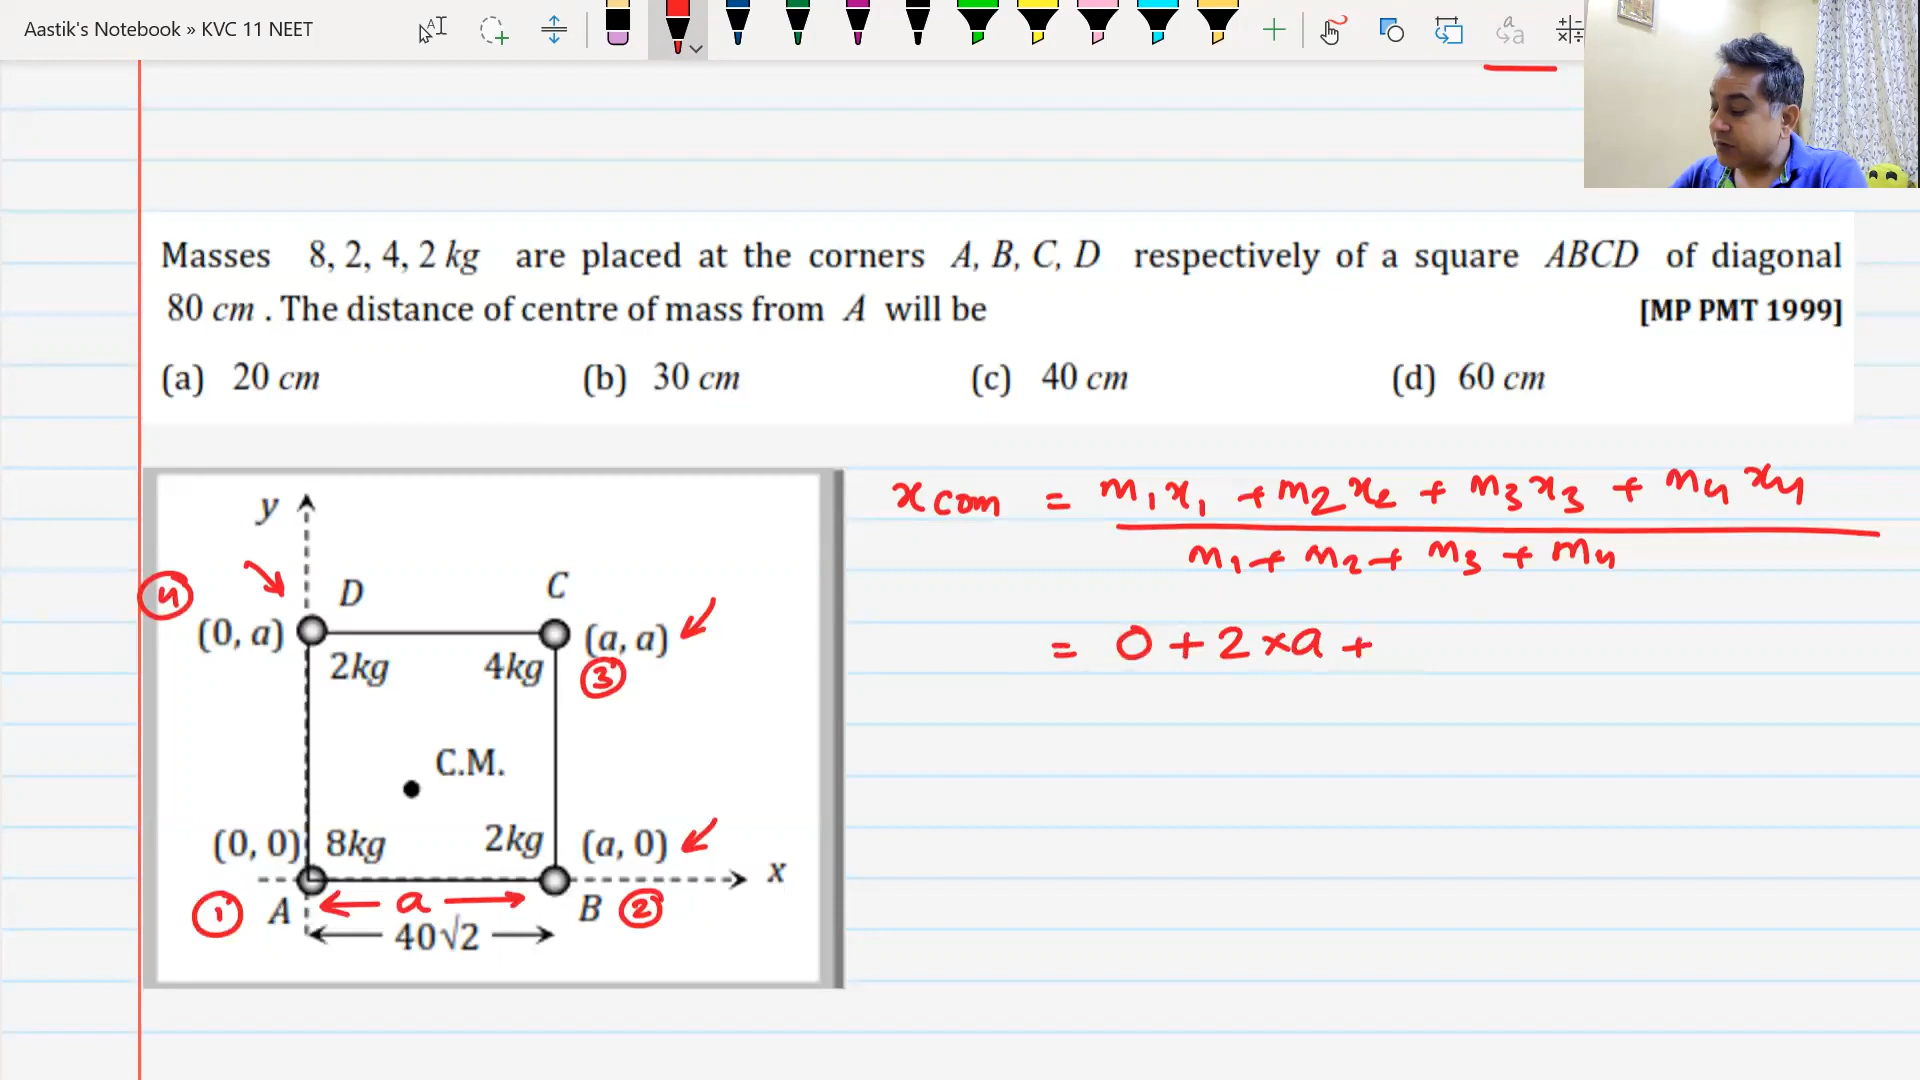 Aastik's Notebook » KVC 11 NEET
Masses 8, 2, 4, 2 kg are placed at the corners A, B, C, D respectively of a square ABCD of diagonal
80 cm . The distance of centre of mass from A will be [MP PMT 1999]
(a) 20 cm (b) 30 cm (c) 40 cm (d) 60 cm
y
D C
4 (0, a) (a, a)
2kg 4kg 3
C.M.
(0, 0) 8kg 2kg (a, 0)
x
1 A a B 2
40√2
x com = m1x1 + m2x2 + m3x3 + m4x4
m1 + m2 + m3 + m4
= 0 + 2 × a +